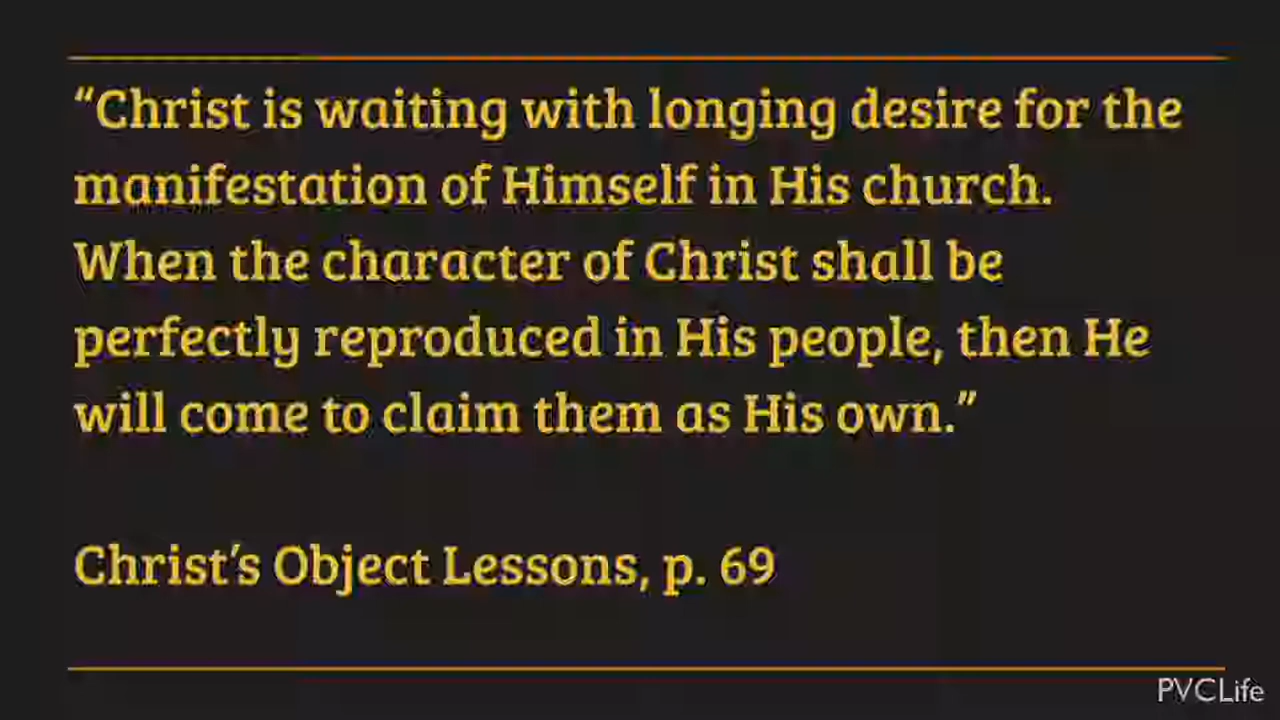 “Christ is waiting with longing desire for the
manifestation of Himself in His church.
When the character of Christ shall be
perfectly reproduced in His people, then He
will come to claim them as His own.”
Christ’s Object Lessons, p. 69
PVCLife